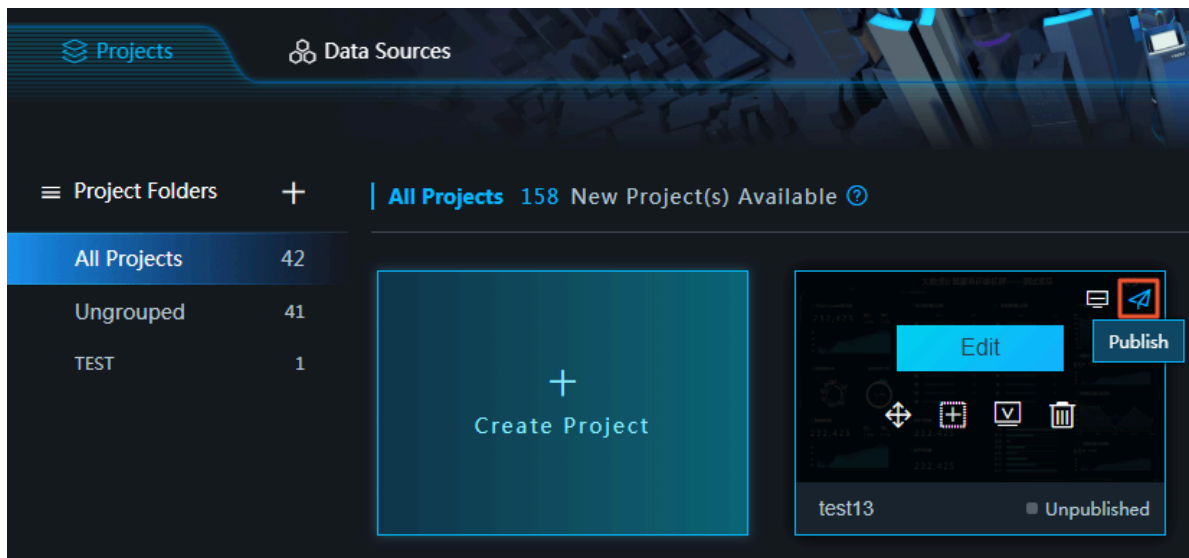 Projects
Data Sources
Project Folders
All Projects 158 New Project(s) Available
All Projects 42
Ungrouped 41
TEST 1
Create Project
Edit
Publish
test13
Unpublished